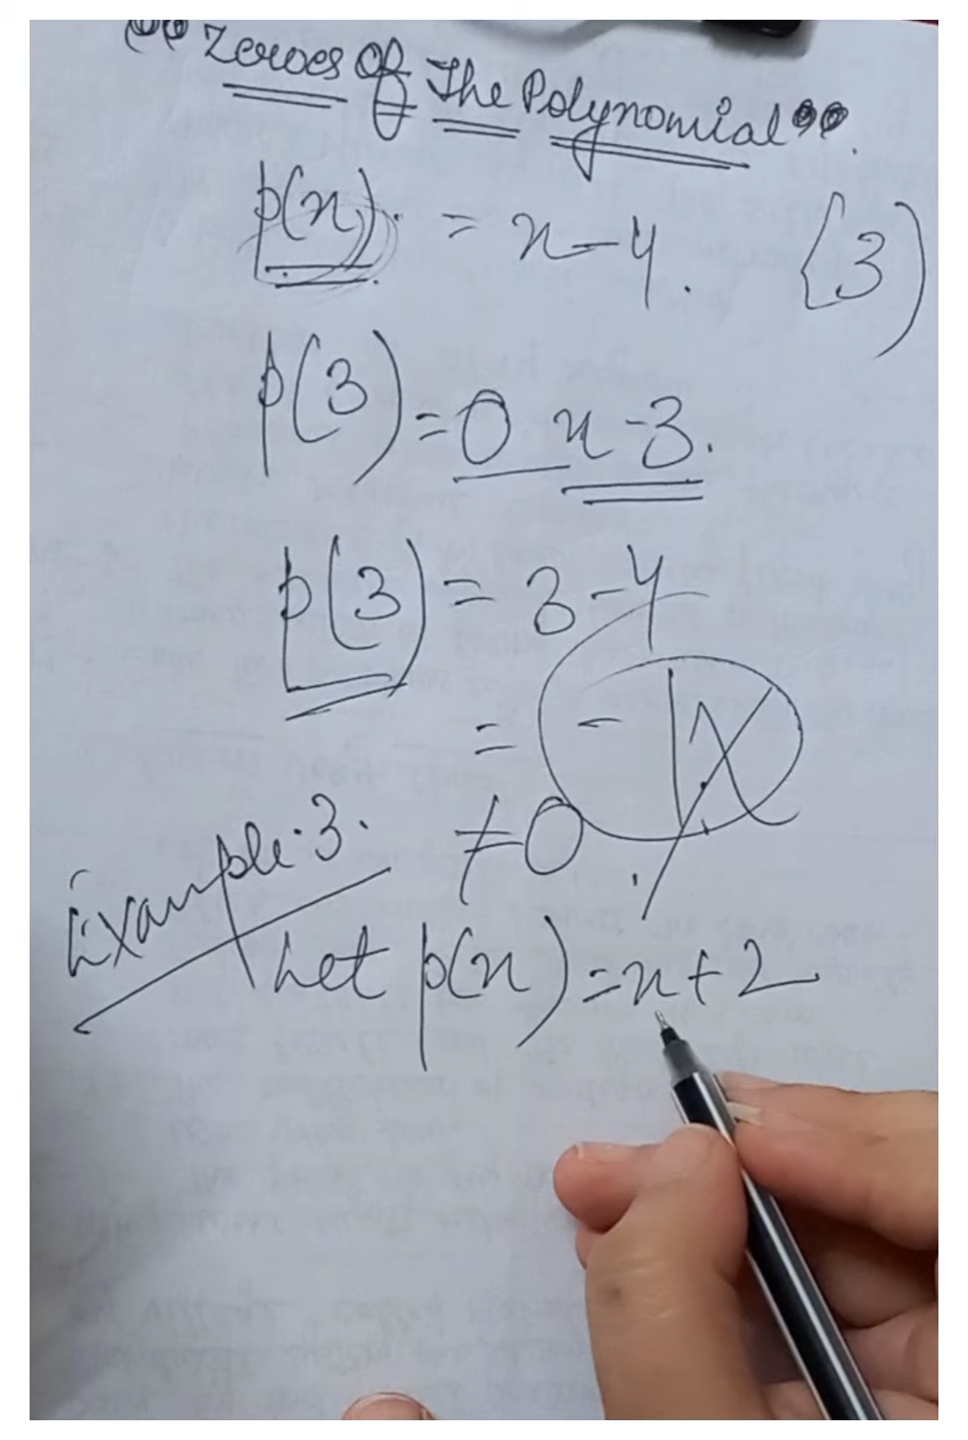 "Zeroes Of The Polynomial".
p(x). = x-4. (3)
p(3) = 0 x-3.
p(3) = 3-4
= -1
≠0
Example:3.
Let p(x) = x+2